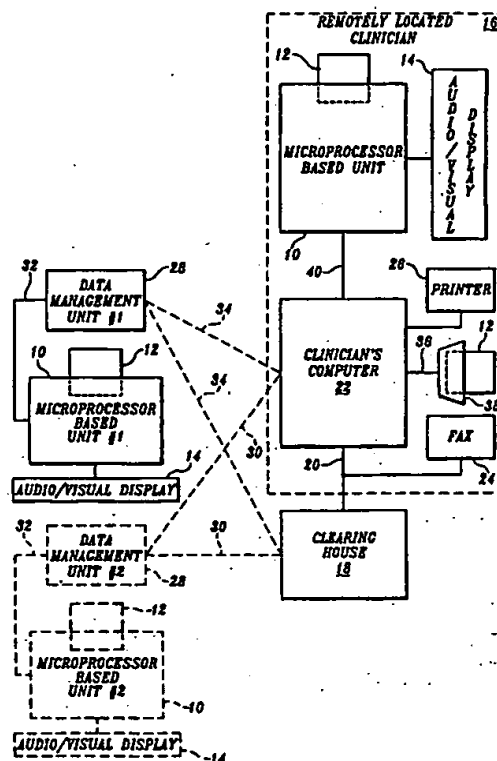 REMOTELY LOCATED
CLINICIAN
16
12
14
AUDIO/VISUAL
DISPLAY
MICROPROCESSOR
BASED UNIT
10
40
26
PRINTER
32
DATA
MANAGEMENT
UNIT #1
28
34
12
36
CLINICIAN'S
COMPUTER
22
38
10
12
MICROPROCESSOR
BASED
UNIT #1
34
30
FAX
24
20
14
AUDIO/VISUAL DISPLAY
32
DATA
MANAGEMENT
UNIT #2
28
30
CLEARING
HOUSE
18
12
MICROPROCESSOR
BASED
UNIT #2
10
AUDIO/VISUAL DISPLAY
14